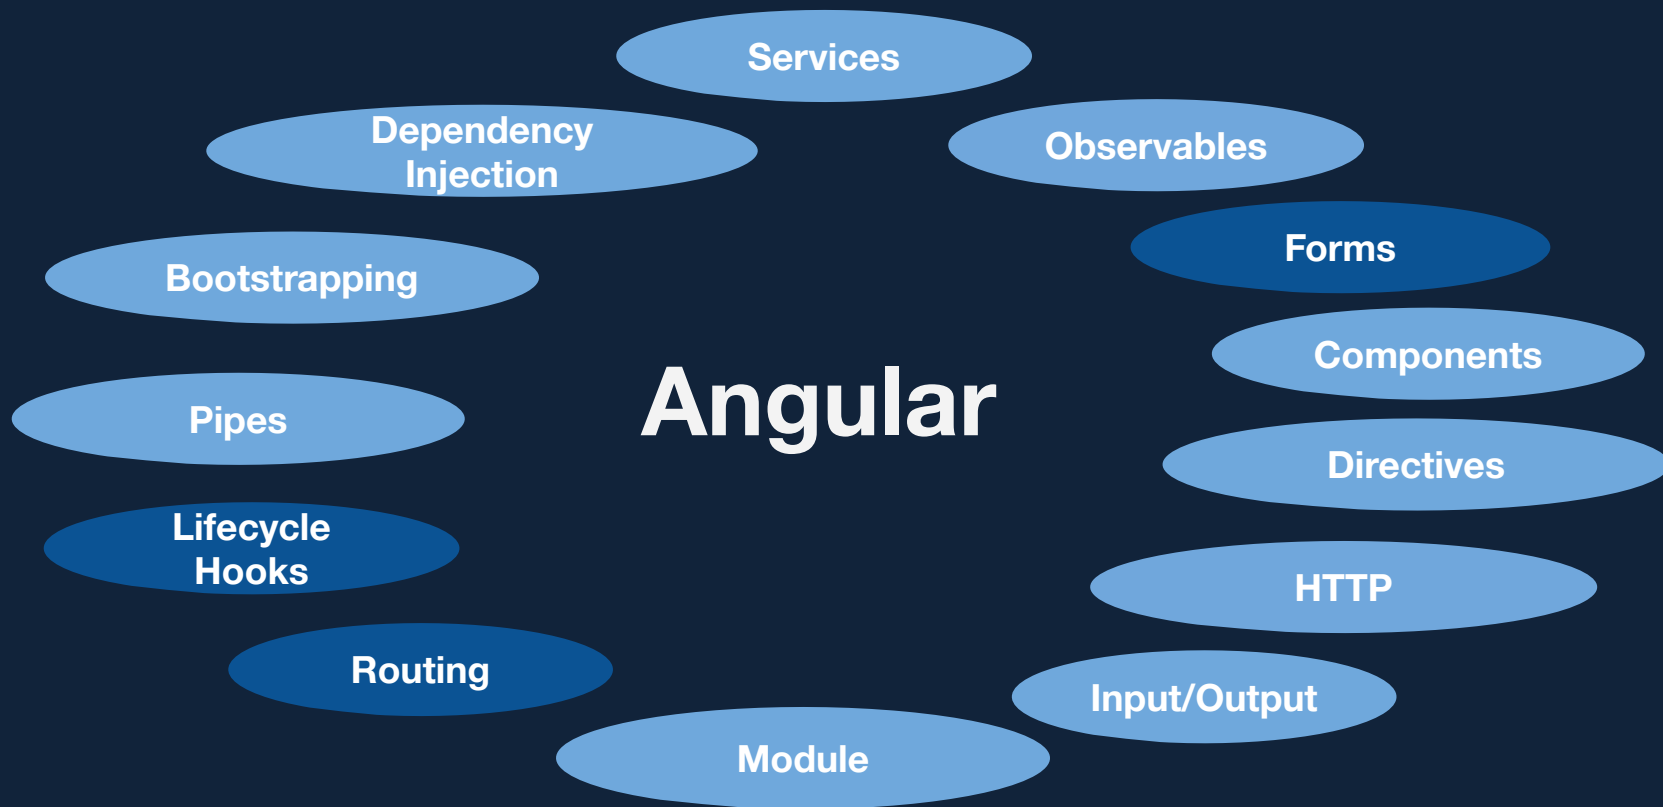 Services
Dependency
Injection
Observables
Forms
Bootstrapping
Components
Angular
Pipes
Directives
Lifecycle
Hooks
HTTP
Routing
Input/Output
Module